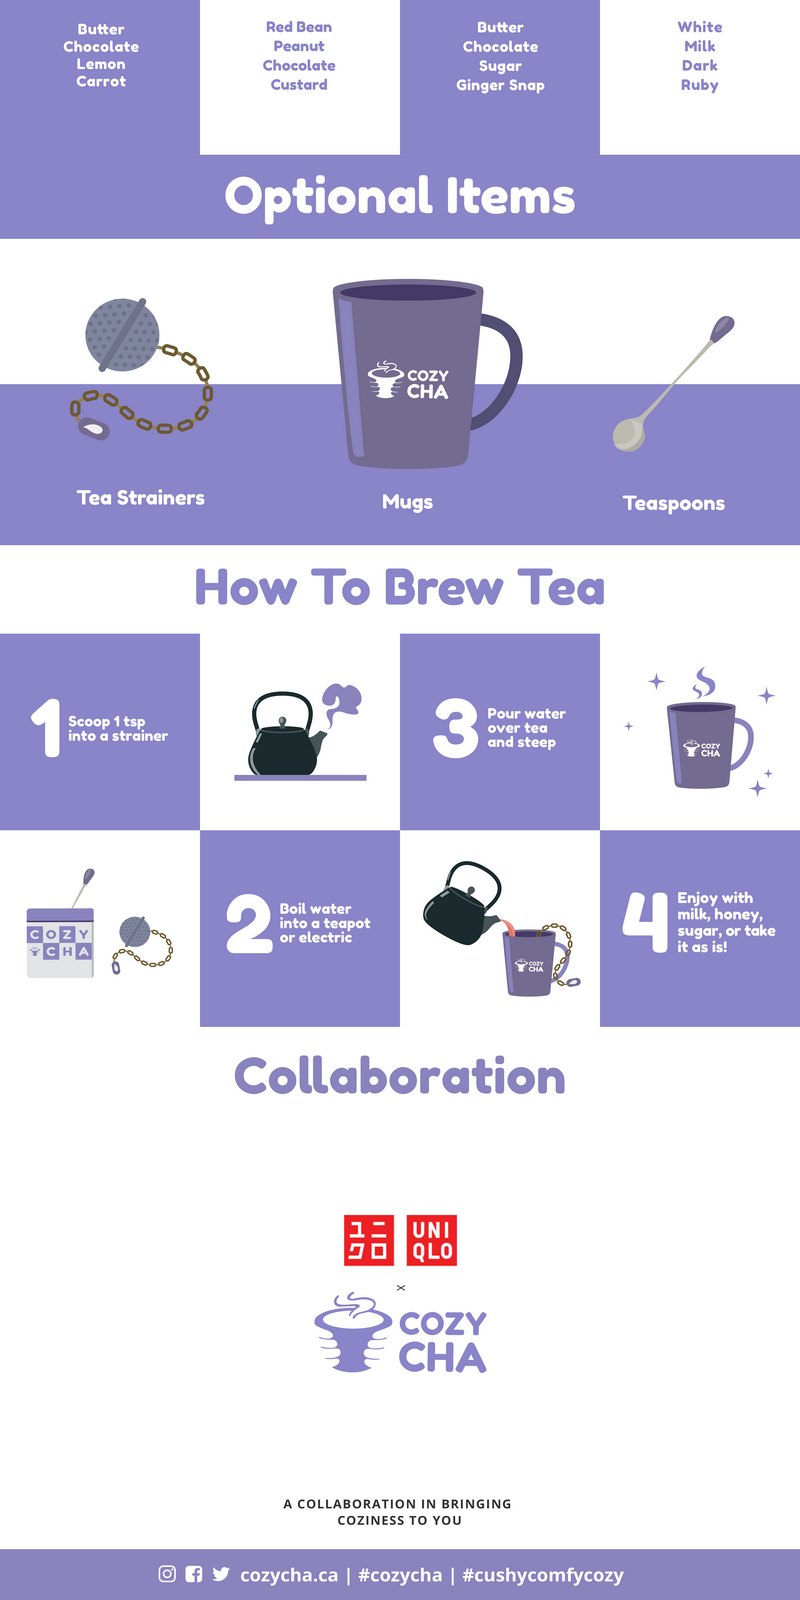 Butter
Chocolate
Lemon
Carrot
Red Bean
Peanut
Chocolate
Custard
Butter
Chocolate
Sugar
Ginger Snap
White
Milk
Dark
Ruby
Optional Items
COZY
CHA
Tea Strainers
Mugs
Teaspoons
How To Brew Tea
1 Scoop 1 tsp
into a strainer
3 Pour water
over tea
and steep
COZY
CHA
COZY
CHA
2 Boil water
into a teapot
or electric
COZY
CHA
4 Enjoy with
milk, honey,
sugar, or take
it as is!
Collaboration
ユニ
クロ
UNI
QLO
x
COZY
CHA
A COLLABORATION IN BRINGING
COZINESS TO YOU
cozycha.ca | #cozycha | #cushycomfycozy